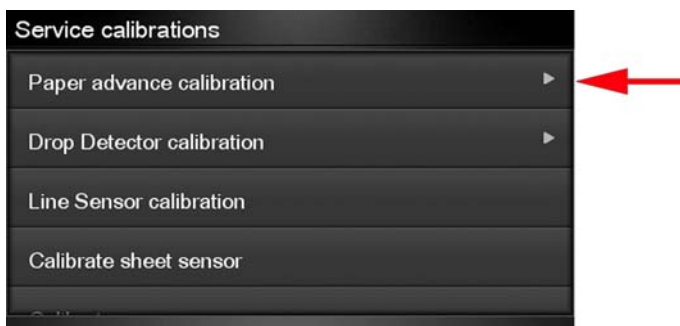 Service calibrations
Paper advance calibration
Drop Detector calibration
Line Sensor calibration
Calibrate sheet sensor